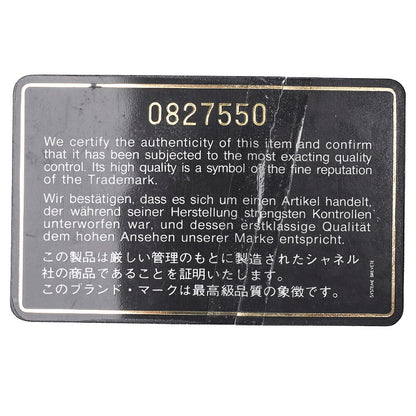 0827550
We certify the authenticity of this item and confirm
that it has been subjected to the most exacting quality
control. Its high quality is a symbol of the fine reputation
of the Trademark.
Wir bestätigen, dass es sich um einen Artikel handelt,
der während seiner Herstellung strengsten Kontrollen
unterworfen war, und dessen erstklässige Qualität
dem hohen Ansehen unserer Marke entspricht.
この製品は厳しい管理のもとに製造されたシャネル
社の商品であることを証明いたします。
このブランド・マークは最高級品質の象徴です。
SYSTEME BREVETE